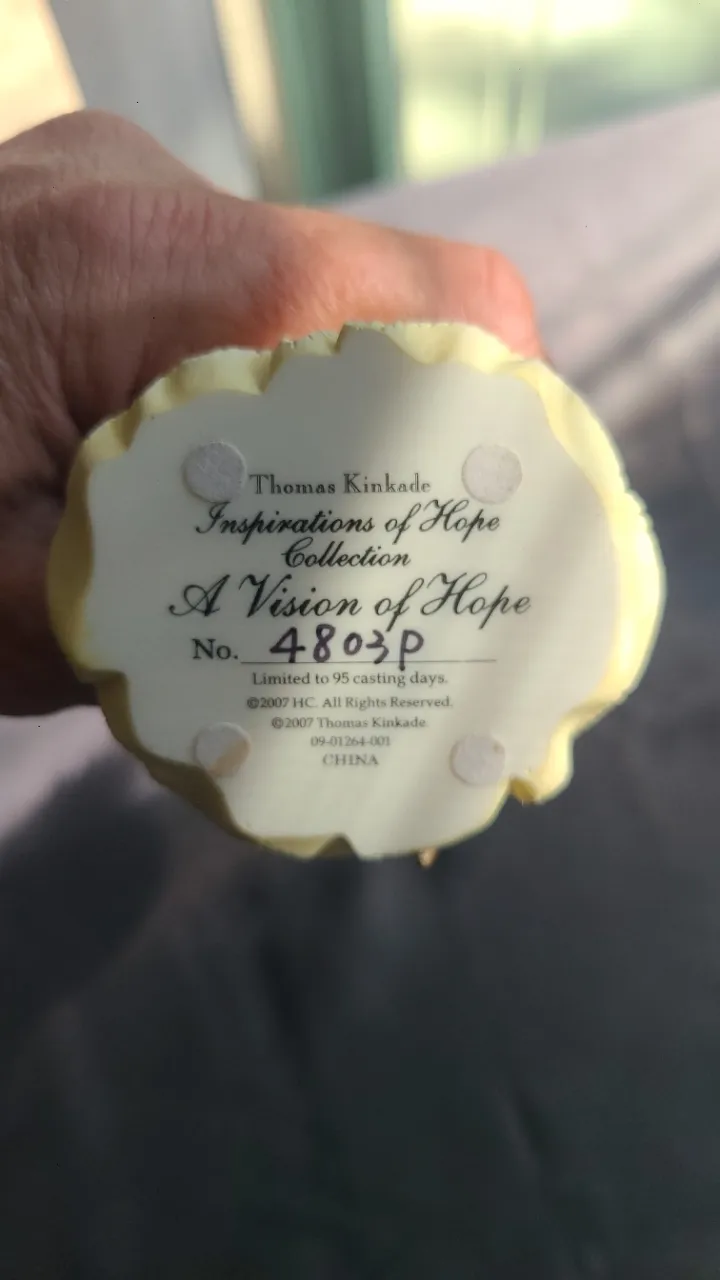 Thomas Kinkade
Inspirations of Hope
Collection
A Vision of Hope
No. 4803P
Limited to 95 casting days.
©2007 HC. All Rights Reserved.
©2007 Thomas Kinkade.
09-01264-001
CHINA